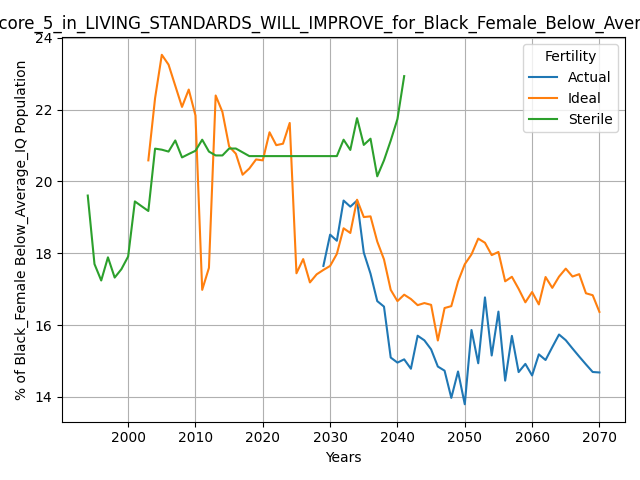 core_5_in_LIVING_STANDARDS_WILL_IMPROVE_for_Black_Female_Below_Aver
% of Black_Female Below_Average_IQ Population
24
22
20
18
16
14
Fertility
Actual
Ideal
Sterile
2000 2010 2020 2030 2040 2050 2060 2070
Years